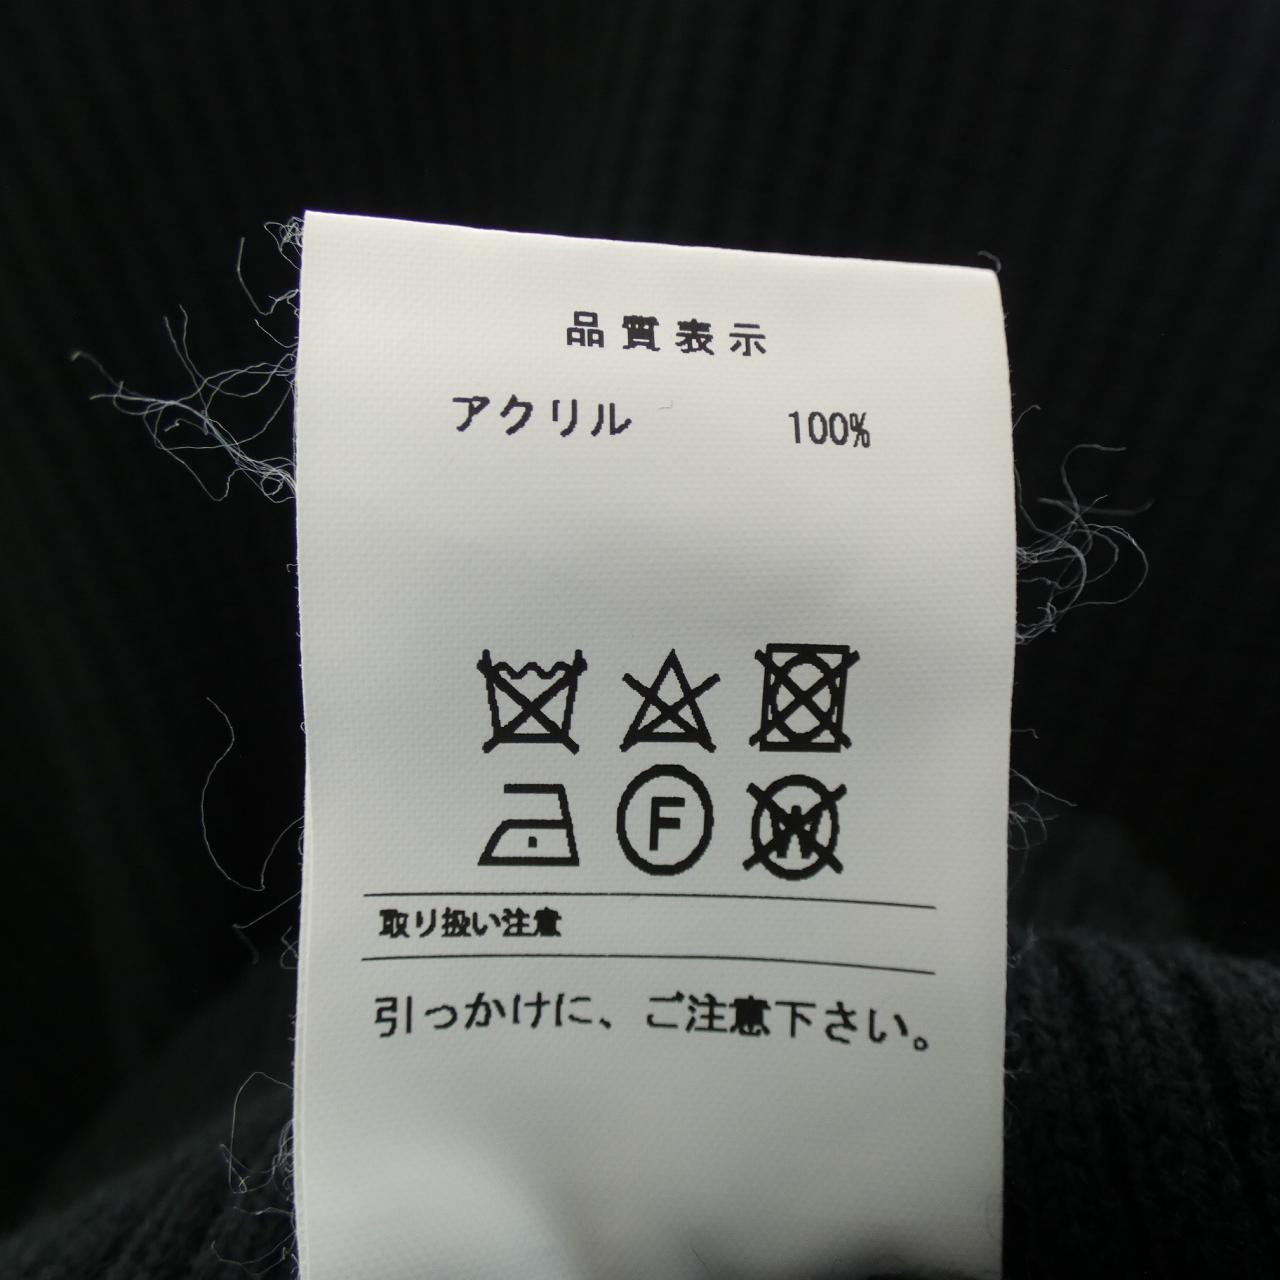 品質表示
アクリル 100%
F W
取り扱い注意
引っかけに、ご注意下さい。